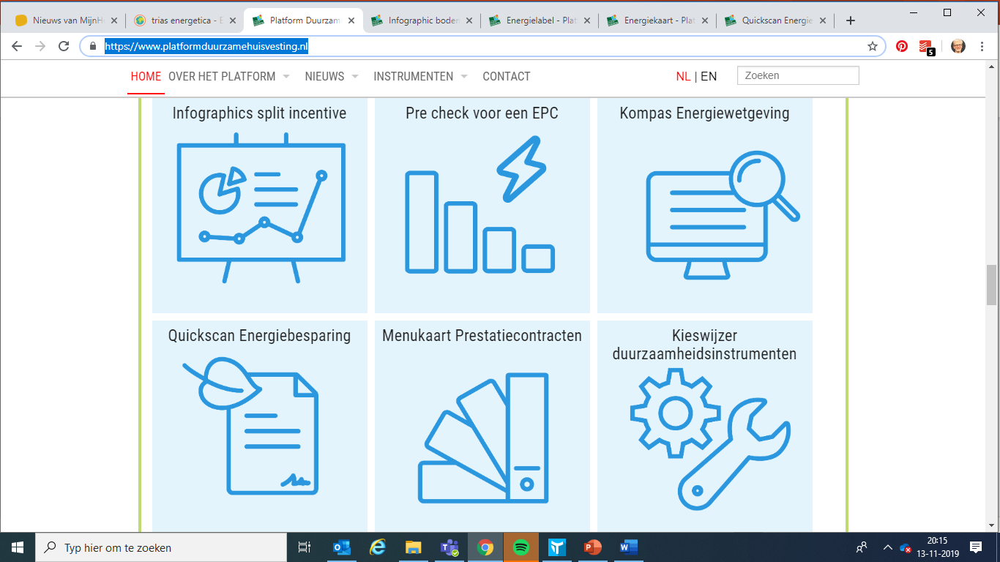 Nieuws van MijnH
trias energetica - E
Platform Duurzam
Infographic boden
Energielabel - Plat
Energiekaart - Plat
Quickscan Energie
https://www.platformduurzamehuisvesting.nl
5
HOME OVER HET PLATFORM NIEUWS INSTRUMENTEN CONTACT NL | EN Zoeken
Infographics split incentive
Pre check voor een EPC
Kompas Energiewetgeving
Quickscan Energiebesparing
Menukaart Prestatiecontracten
Kieswijzer
duurzaamheidsinstrumenten
Typ hier om te zoeken
20:15
13-11-2019